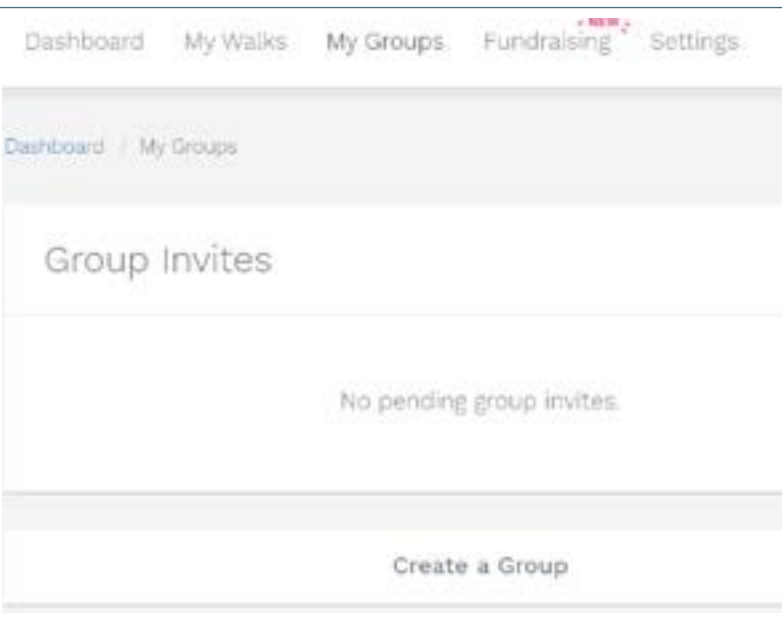 NEW
Dashboard My Walks My Groups Fundraising Settings
Dashboard / My Groups
Group Invites
No pending group invites.
Create a Group